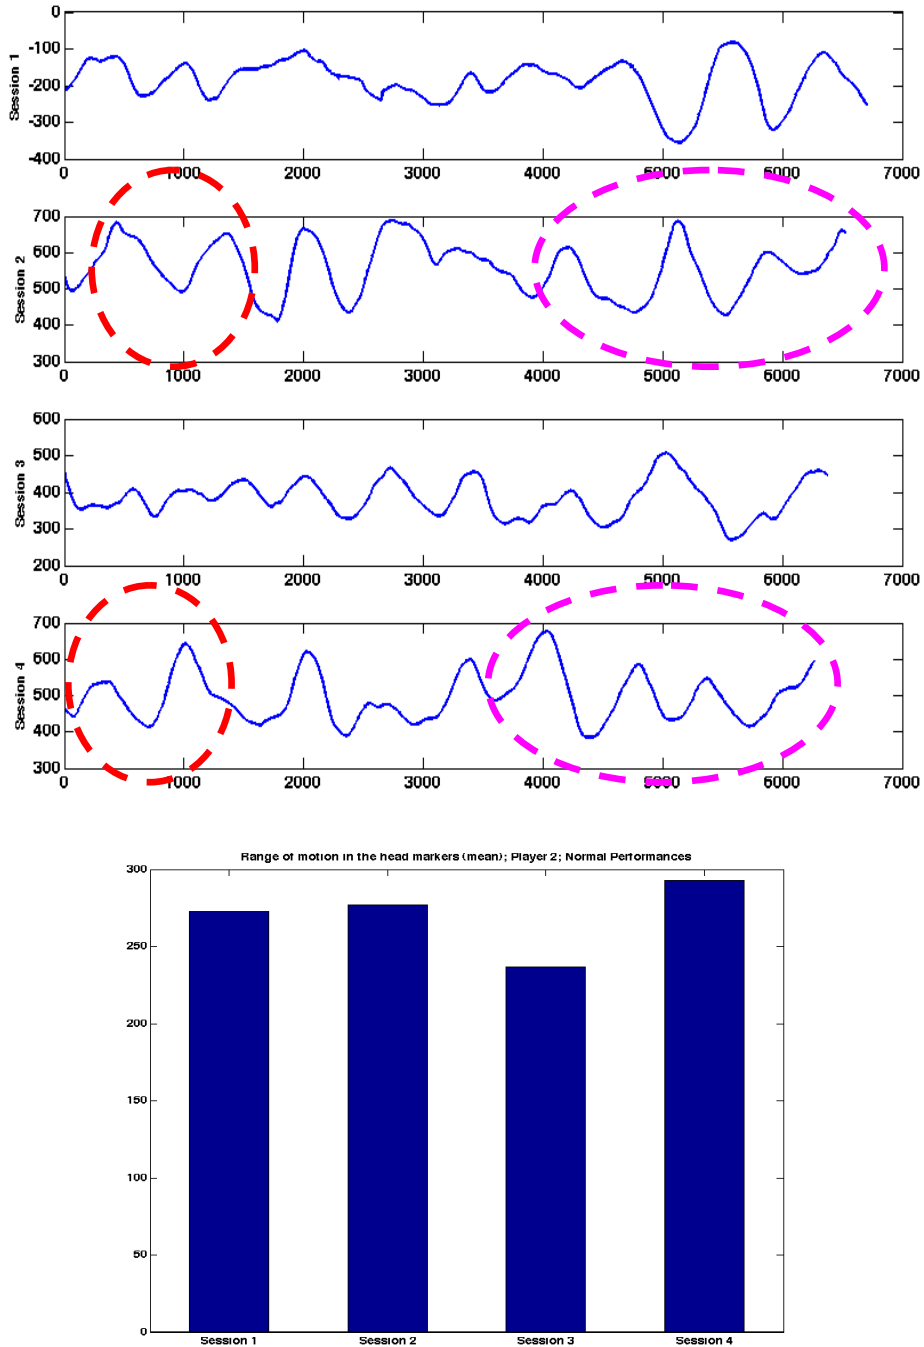 0
-100
-200
-300
-400
Session 1
0 1000 2000 3000 4000 5000 6000 7000
700
600
500
400
300
Session 2
0 1000 2000 3000 4000 5000 6000 7000
600
500
400
300
200
Session 3
0 1000 2000 3000 4000 5000 6000 7000
700
600
500
400
300
Session 4
0 1000 2000 3000 4000 5000 6000 7000
Range of motion in the head markers (mean); Player 2; Normal Performances
300
250
200
150
100
50
0
Session 1 Session 2 Session 3 Session 4